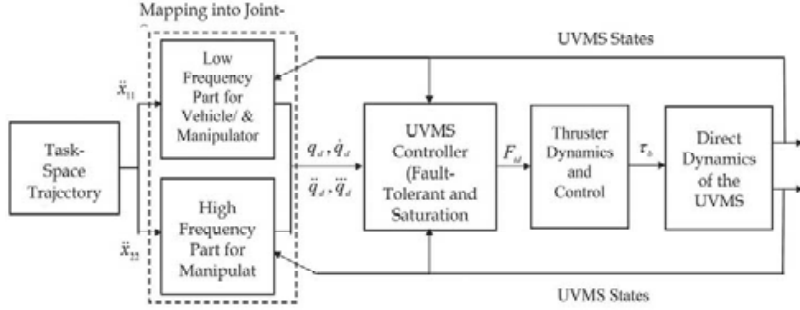 Mapping into Joint-
UVMS States
Low
Frequency
Part for
Vehicle/ &
Manipulator
ẍ₁₁
Task-
Space
Trajectory
q_d , q̇_d
q̈_d , q⃛_d
UVMS
Controller
(Fault-
Tolerant and
Saturation
Thruster
Dynamics
and
Control
Direct
Dynamics
of the
UVMS
High
Frequency
Part for
Manipulat
ẍ₂₂
UVMS States